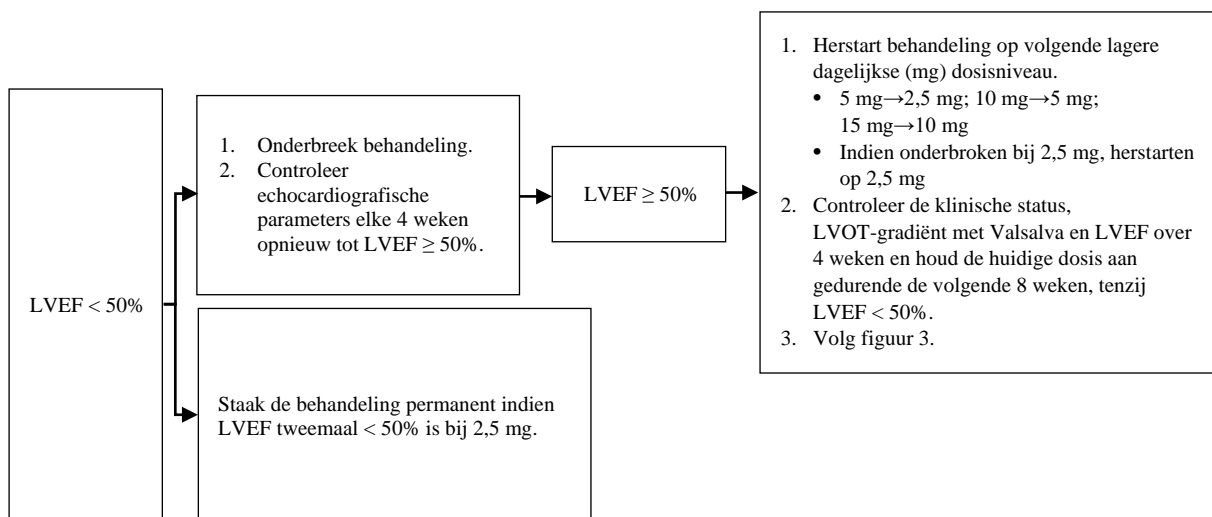 LVEF < 50%
1. Onderbreek behandeling.
2. Controleer
echocardiografische
parameters elke 4 weken
opnieuw tot LVEF ≥ 50%.
Staak de behandeling permanent indien
LVEF tweemaal < 50% is bij 2,5 mg.
LVEF ≥ 50%
1. Herstart behandeling op volgende lagere
dagelijkse (mg) dosisniveau.
• 5 mg→2,5 mg; 10 mg→5 mg;
15 mg→10 mg
• Indien onderbroken bij 2,5 mg, herstarten
op 2,5 mg
2. Controleer de klinische status,
LVOT-gradiënt met Valsalva en LVEF over
4 weken en houd de huidige dosis aan
gedurende de volgende 8 weken, tenzij
LVEF < 50%.
3. Volg figuur 3.